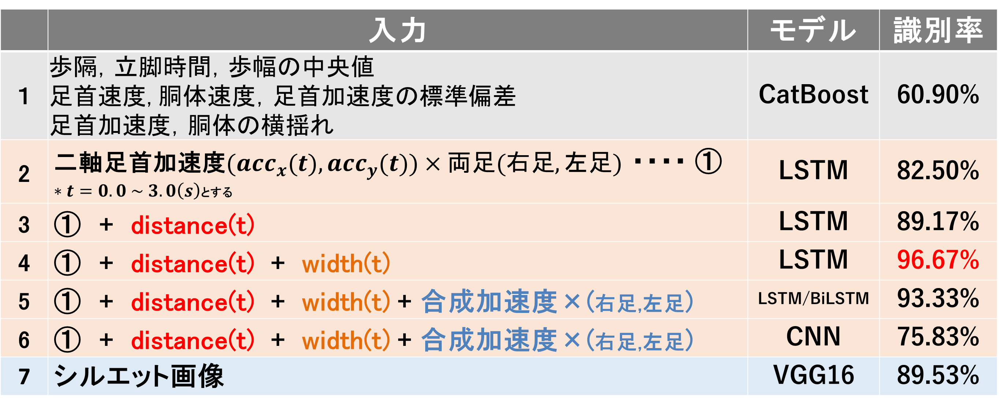 入力 モデル 識別率
1 歩隔, 立脚時間, 歩幅の中央値
足首速度, 胴体速度, 足首加速度の標準偏差 CatBoost 60.90%
足首加速度, 胴体の横揺れ
2 二軸足首加速度(acc_x(t), acc_y(t)) × 両足(右足, 左足) ・・・・ ① LSTM 82.50%
* t = 0.0 ~ 3.0(s)とする
3 ① + distance(t) LSTM 89.17%
4 ① + distance(t) + width(t) LSTM 96.67%
5 ① + distance(t) + width(t) + 合成加速度 ×(右足,左足) LSTM/BiLSTM 93.33%
6 ① + distance(t) + width(t) + 合成加速度 ×(右足,左足) CNN 75.83%
7 シルエット画像 VGG16 89.53%